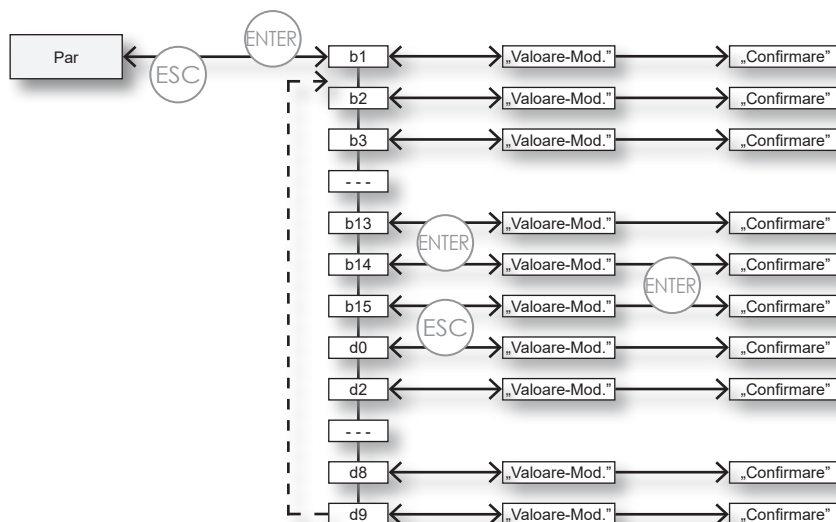 ENTER
Par
ESC
b1 „Valoare-Mod.” „Confirmare”
b2 „Valoare-Mod.” „Confirmare”
b3 „Valoare-Mod.” „Confirmare”
- - -
b13 „Valoare-Mod.” „Confirmare”
ENTER
b14 „Valoare-Mod.” „Confirmare”
ENTER
b15 „Valoare-Mod.” „Confirmare”
ESC
d0 „Valoare-Mod.” „Confirmare”
d2 „Valoare-Mod.” „Confirmare”
- - -
d8 „Valoare-Mod.” „Confirmare”
d9 „Valoare-Mod.” „Confirmare”